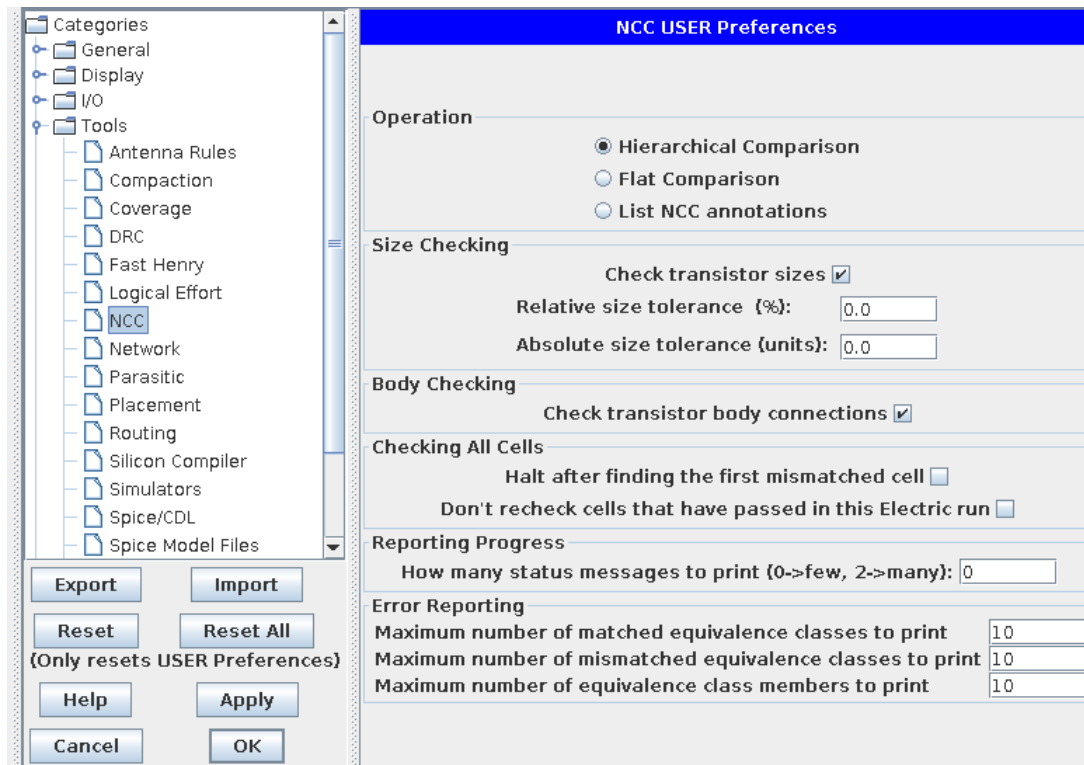 Categories
General
Display
I/O
Tools
Antenna Rules
Compaction
Coverage
DRC
Fast Henry
Logical Effort
NCC
Network
Parasitic
Placement
Routing
Silicon Compiler
Simulators
Spice/CDL
Spice Model Files
Export Import
Reset Reset All
(Only resets USER Preferences)
Help Apply
Cancel OK
NCC USER Preferences
Operation
Hierarchical Comparison
Flat Comparison
List NCC annotations
Size Checking
Check transistor sizes
Relative size tolerance (%): 0.0
Absolute size tolerance (units): 0.0
Body Checking
Check transistor body connections
Checking All Cells
Halt after finding the first mismatched cell
Don't recheck cells that have passed in this Electric run
Reporting Progress
How many status messages to print (0->few, 2->many): 0
Error Reporting
Maximum number of matched equivalence classes to print 10
Maximum number of mismatched equivalence classes to print 10
Maximum number of equivalence class members to print 10